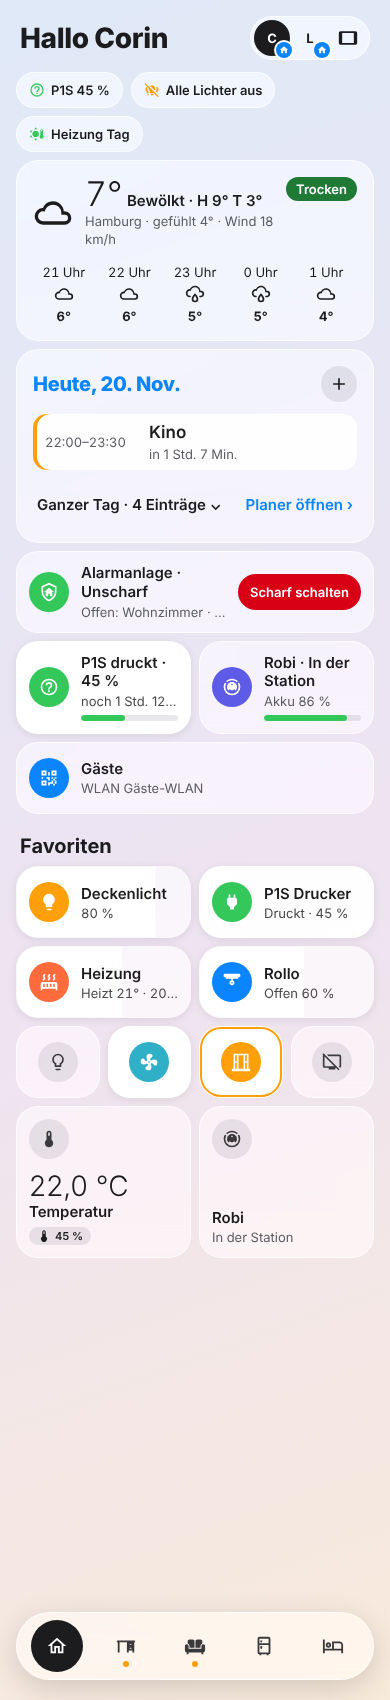 Hallo Corin
C
L
P1S 45 %
Alle Lichter aus
Heizung Tag
7° Bewölkt · H 9° T 3°
Trocken
Hamburg · gefühlt 4° · Wind 18
km/h
21 Uhr 22 Uhr 23 Uhr 0 Uhr 1 Uhr
6° 6° 5° 5° 4°
Heute, 20. Nov.
+
22:00–23:30
Kino
in 1 Std. 7 Min.
Ganzer Tag · 4 Einträge
Planer öffnen ›
Alarmanlage ·
Unscharf
Offen: Wohnzimmer · ...
Scharf schalten
P1S druckt ·
45 %
noch 1 Std. 12...
Robi · In der
Station
Akku 86 %
Gäste
WLAN Gäste-WLAN
Favoriten
Deckenlicht
80 %
P1S Drucker
Druckt · 45 %
Heizung
Heizt 21° · 20...
Rollo
Offen 60 %
22,0 °C
Temperatur
45 %
Robi
In der Station